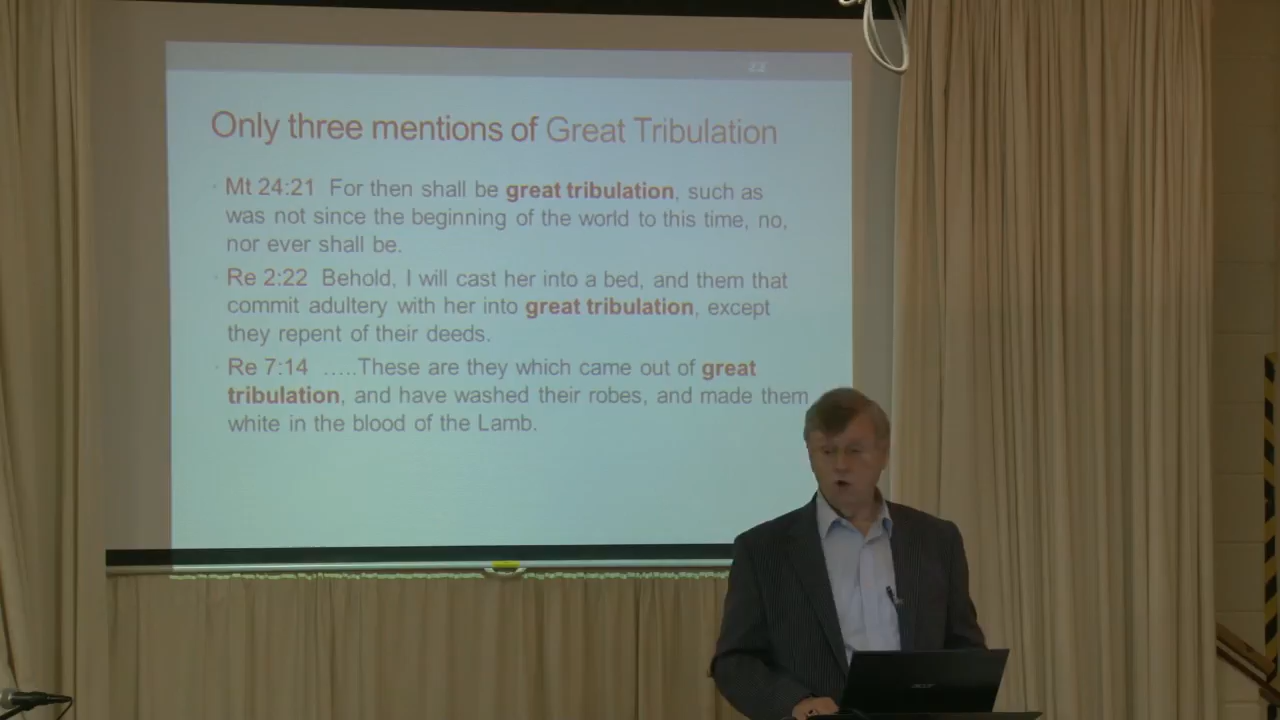 22
Only three mentions of Great Tribulation
Mt 24:21 For then shall be great tribulation, such as
was not since the beginning of the world to this time, no,
nor ever shall be.
Re 2:22 Behold, I will cast her into a bed, and them that
commit adultery with her into great tribulation, except
they repent of their deeds.
Re 7:14 .....These are they which came out of great
tribulation, and have washed their robes, and made them
white in the blood of the Lamb.
acer